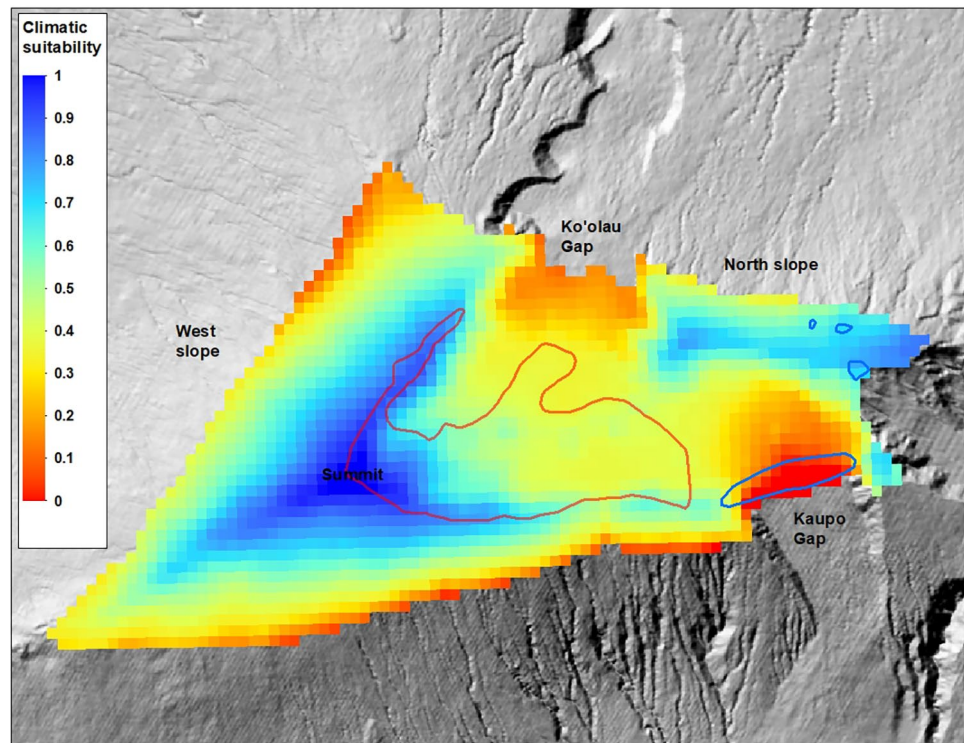 Climatic
suitability
1
0.9
0.8
0.7
0.6
0.5
0.4
0.3
0.2
0.1
0
Ko'olau
Gap
North slope
West
slope
Summit
Kaupo
Gap